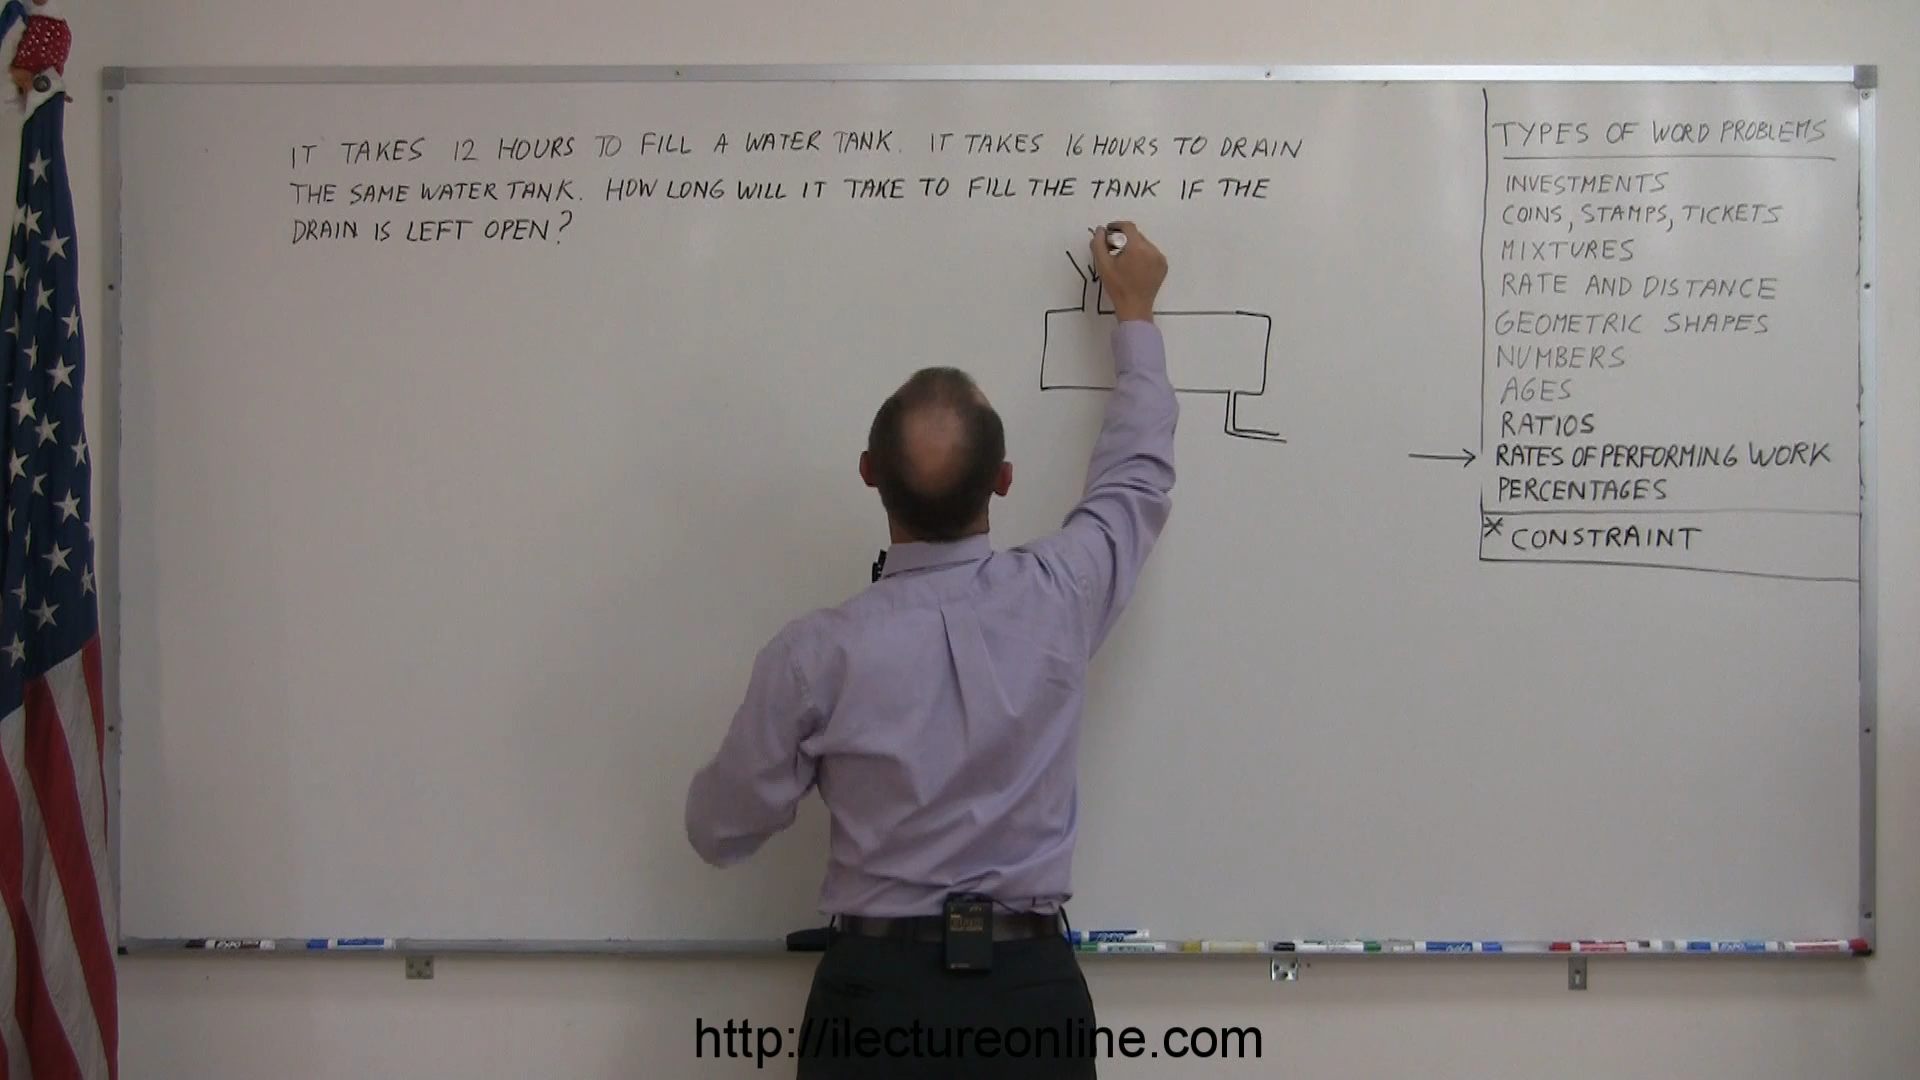 IT TAKES 12 HOURS TO FILL A WATER TANK. IT TAKES 16 HOURS TO DRAIN
THE SAME WATER TANK. HOW LONG WILL IT TAKE TO FILL THE TANK IF THE
DRAIN IS LEFT OPEN?
TYPES OF WORD PROBLEMS
INVESTMENTS
COINS, STAMPS, TICKETS
MIXTURES
RATE AND DISTANCE
GEOMETRIC SHAPES
NUMBERS
AGES
RATIOS
RATES OF PERFORMING WORK
PERCENTAGES
* CONSTRAINT
http://ilectureonline.com